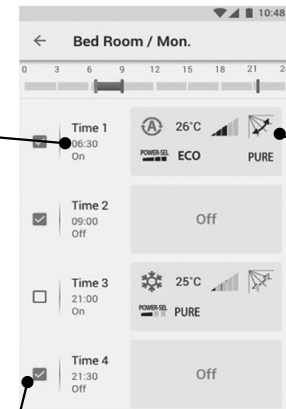 10:48
← Bed Room / Mon.
0 3 6 9 12 15 18 21 2
Time 1
06:30
On
A 26°C
POWER-SEL ECO PURE
Time 2
09:00
Off
Off
Time 3
21:00
On
25°C
POWER-SEL PURE
Time 4
21:30
Off
Off